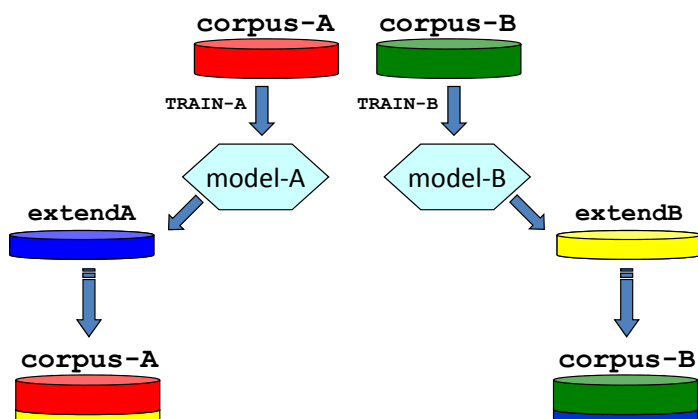 corpus-A corpus-B
TRAIN-A TRAIN-B
model-A model-B
extendA extendB
corpus-A corpus-B